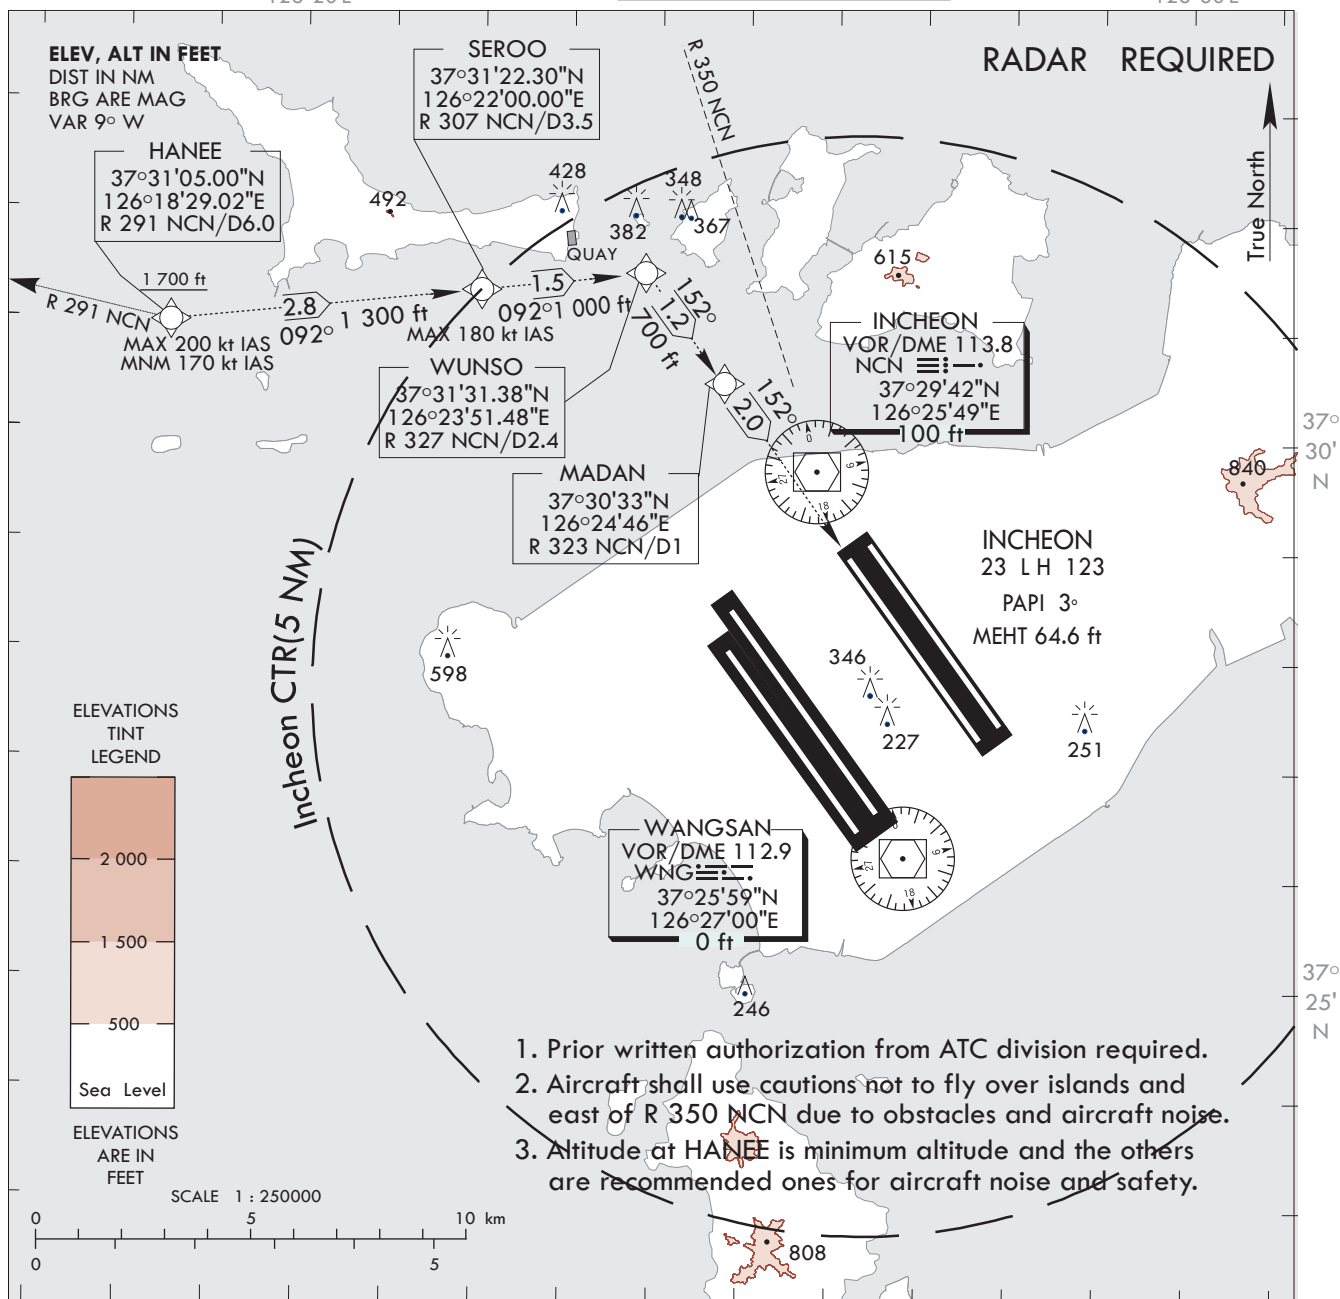 RADAR REQUIRED
True North
ELEV, ALT IN FEET
DIST IN NM
BRG ARE MAG
VAR 9° W
SEROO
37°31'22.30"N
126°22'00.00"E
R 307 NCN/D3.5
R 350 NCN
HANEE
37°31'05.00"N
126°18'29.02"E
R 291 NCN/D6.0
492
428
348
382
367
QUAY
615
1 700 ft
R 291 NCN
2.8
092° 1 300 ft
1.5
092° 1 000 ft
152°
1.2
700 ft
152°
2.0
MAX 200 kt IAS
MNM 170 kt IAS
MAX 180 kt IAS
INCHEON
VOR/DME 113.8
NCN
37°29'42"N
126°25'49"E
100 ft
WUNSO
37°31'31.38"N
126°23'51.48"E
R 327 NCN/D2.4
MADAN
37°30'33"N
126°24'46"E
R 323 NCN/D1
0
9
18
27
37°
30'
N
840
INCHEON
23 L H 123
PAPI 3°
MEHT 64.6 ft
Incheon CTR(5 NM)
598
346
227
251
ELEVATIONS
TINT
LEGEND
2 000
1 500
500
Sea Level
ELEVATIONS
ARE IN
FEET
WANGSAN
VOR/DME 112.9
WNG
37°25'59"N
126°27'00"E
0 ft
9
18
27
246
37°
25'
N
1. Prior written authorization from ATC division required.
2. Aircraft shall use cautions not to fly over islands and
east of R 350 NCN due to obstacles and aircraft noise.
3. Altitude at HANEE is minimum altitude and the others
are recommended ones for aircraft noise and safety.
808
SCALE 1 : 250000
0 5 10 km
0 5